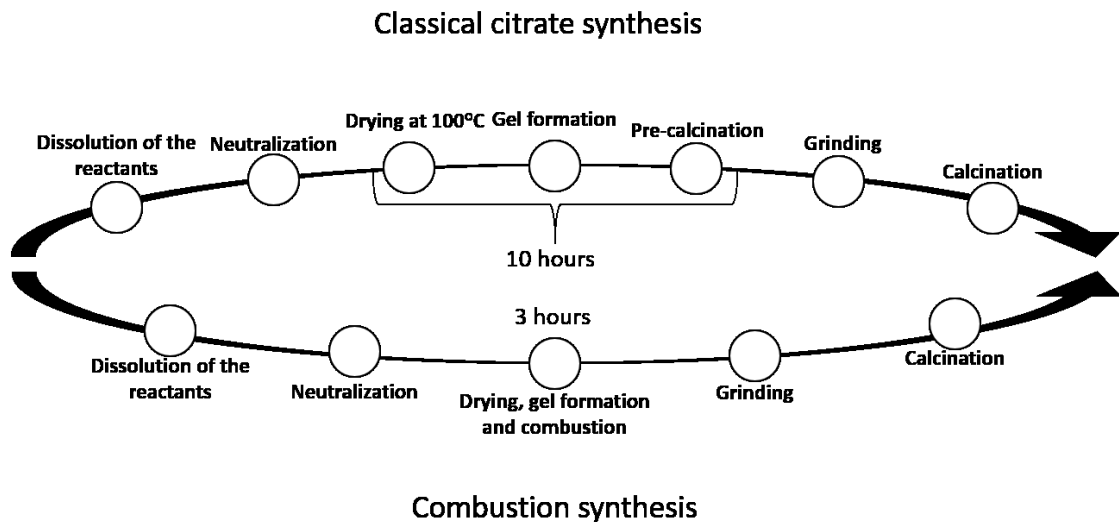 Classical citrate synthesis
Dissolution of the
reactants
Neutralization
Drying at 100°C
Gel formation
Pre-calcination
Grinding
Calcination
10 hours
3 hours
Dissolution of the
reactants
Neutralization
Drying, gel formation
and combustion
Grinding
Calcination
Combustion synthesis